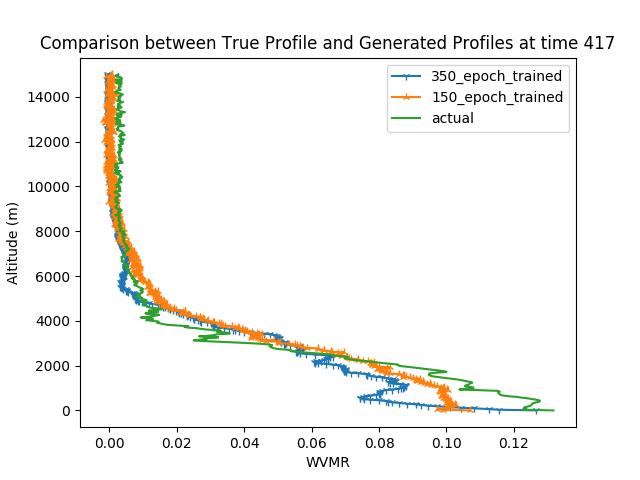 Comparison between True Profile and Generated Profiles at time 417
350_epoch_trained
150_epoch_trained
actual
Altitude (m)
14000
12000
10000
8000
6000
4000
2000
0
0.00 0.02 0.04 0.06 0.08 0.10 0.12
WVMR